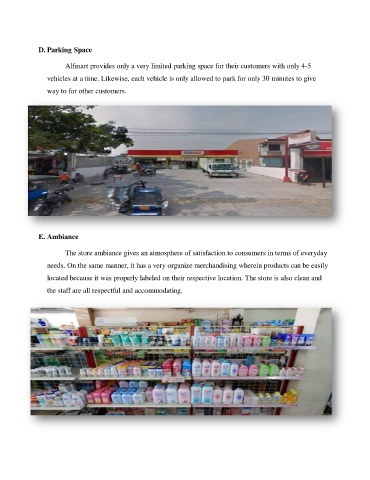 D. Parking Space
Alfmart provides only a very limited parking space for their customers with only 4-5
vehicles at a time. Likewise, each vehicle is only allowed to park for only 30 minutes to give
way to for other customers.
E. Ambiance
The store ambiance gives an atmosphere of satisfaction to consumers in terms of everyday
needs. On the same manner, it has a very organize merchandising wherein products can be easily
located because it was properly labeled on their respective location. The store is also clean and
the staff are all respectful and accommodating.